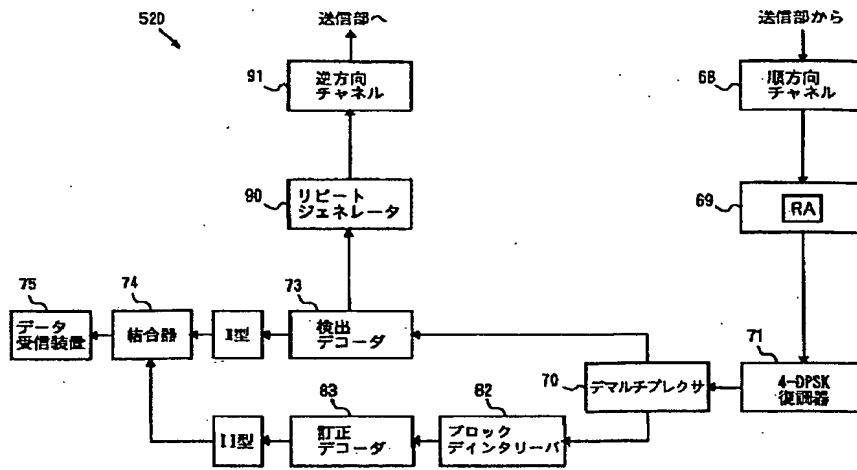 52D
送信部へ
送信部から
91
逆方向
チャネル
68
順方向
チャネル
90
リピート
ジェネレータ
69
RA
75
データ
受信装置
74
結合器
II型
73
検出
デコーダ
70
デマルチプレクサ
71
4-DPSK
復調器
II型
83
訂正
デコーダ
82
ブロック
デインタリーバ